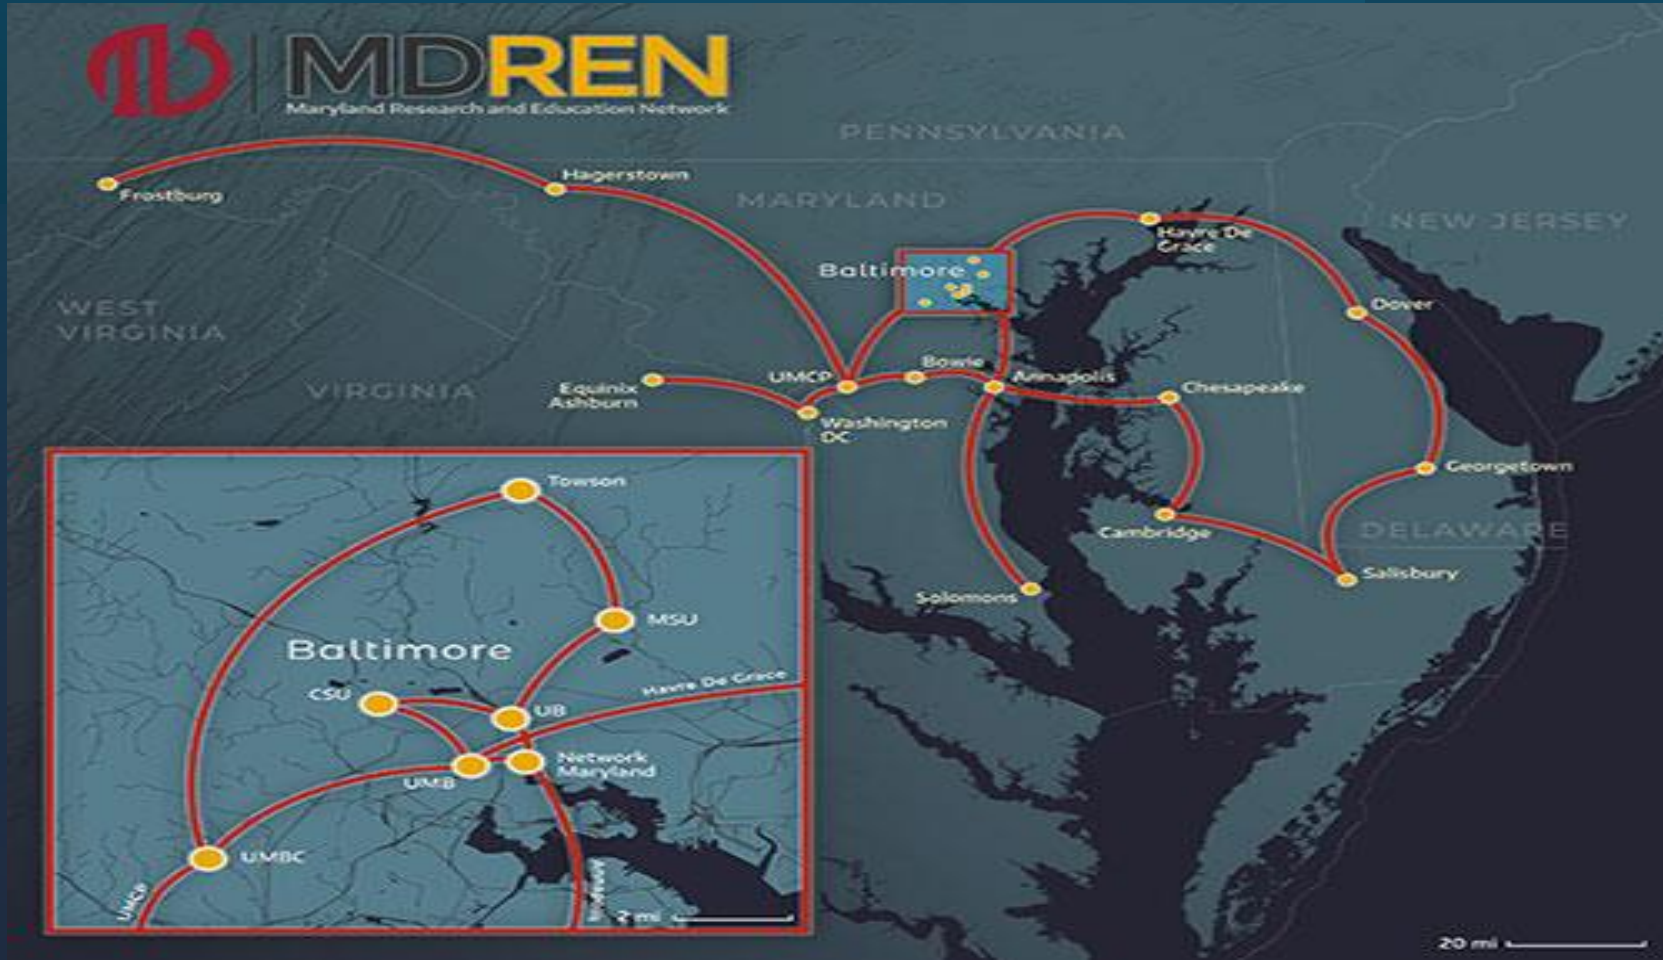 MDREN
Maryland Research and Education Network
PENNSYLVANIA
Hagerstown
Frostburg
MARYLAND
NEW JERSEY
Havre De
Grace
Baltimore
WEST
VIRGINIA
Dover
Bowie
UMCP
Annapolis
Equinix
Ashburn
VIRGINIA
Chesapeake
Washington
DC
Georgetown
Cambridge
DELAWARE
Salisbury
Solomons
Towson
MSU
Baltimore
Havre De Grace
CSU
UB
Network
Maryland
UMB
UMBC
UMCP
Annapolis
2 mi
20 mi